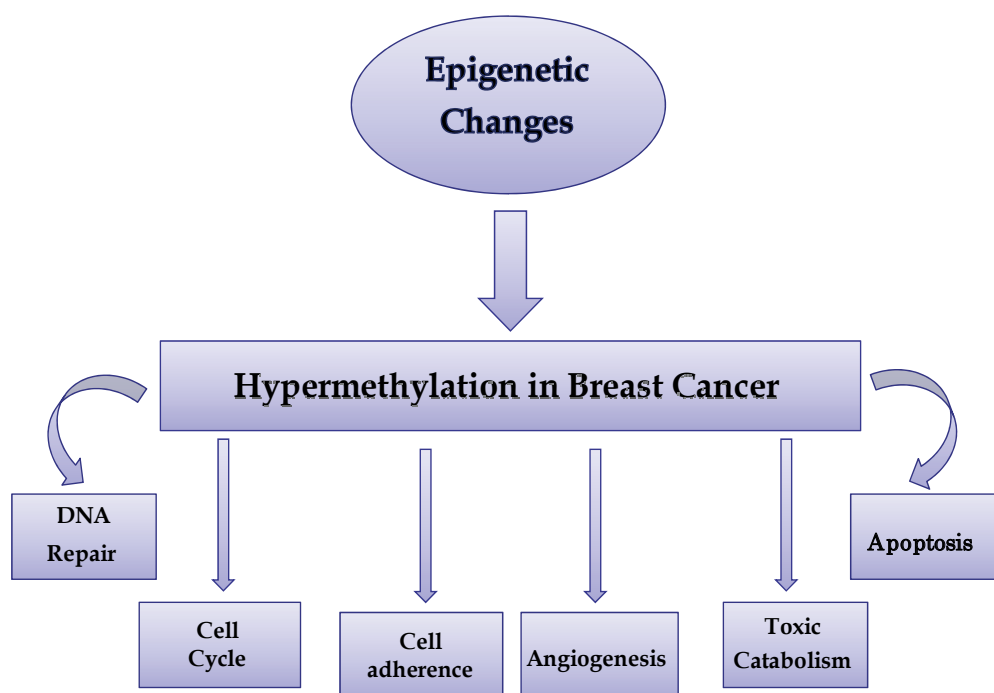 Epigenetic
Changes
Hypermethylation in Breast Cancer
DNA
Repair
Cell
Cycle
Cell
adherence
Angiogenesis
Toxic
Catabolism
Apoptosis